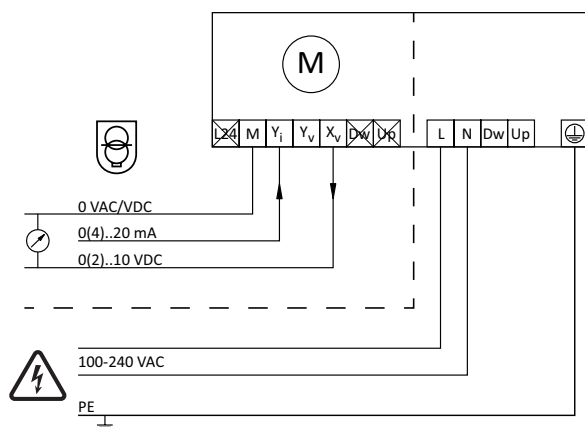 M
L24 M Yi Yv Xv Dw Up L N Dw Up
0 VAC/VDC
0(4)..20 mA
0(2)..10 VDC
100-240 VAC
PE